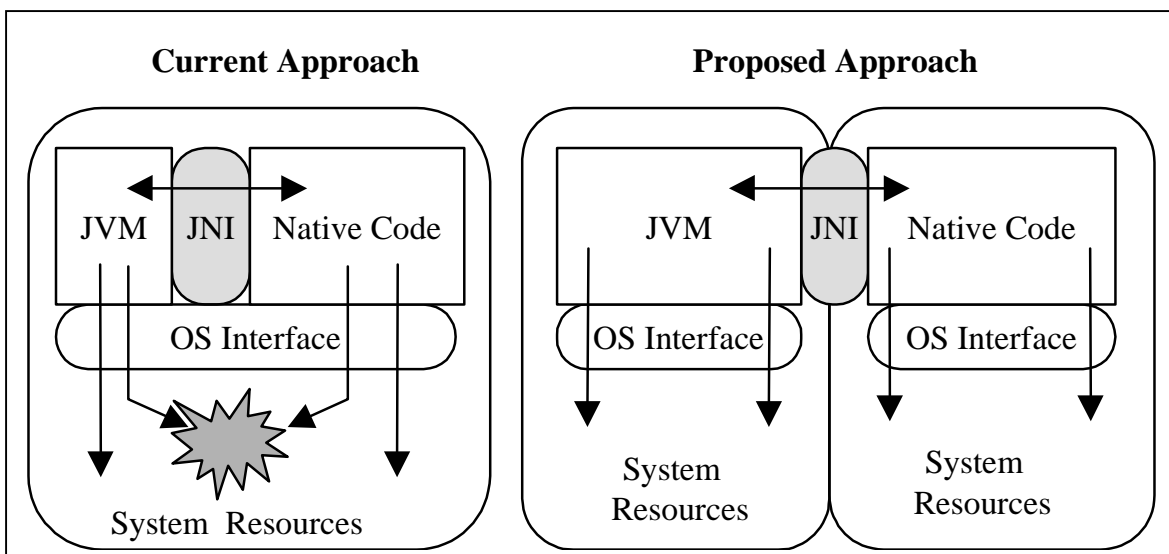 Current Approach
JVM
JNI
Native Code
OS Interface
System Resources
Proposed Approach
JVM
JNI
Native Code
OS Interface
OS Interface
System
Resources
System
Resources